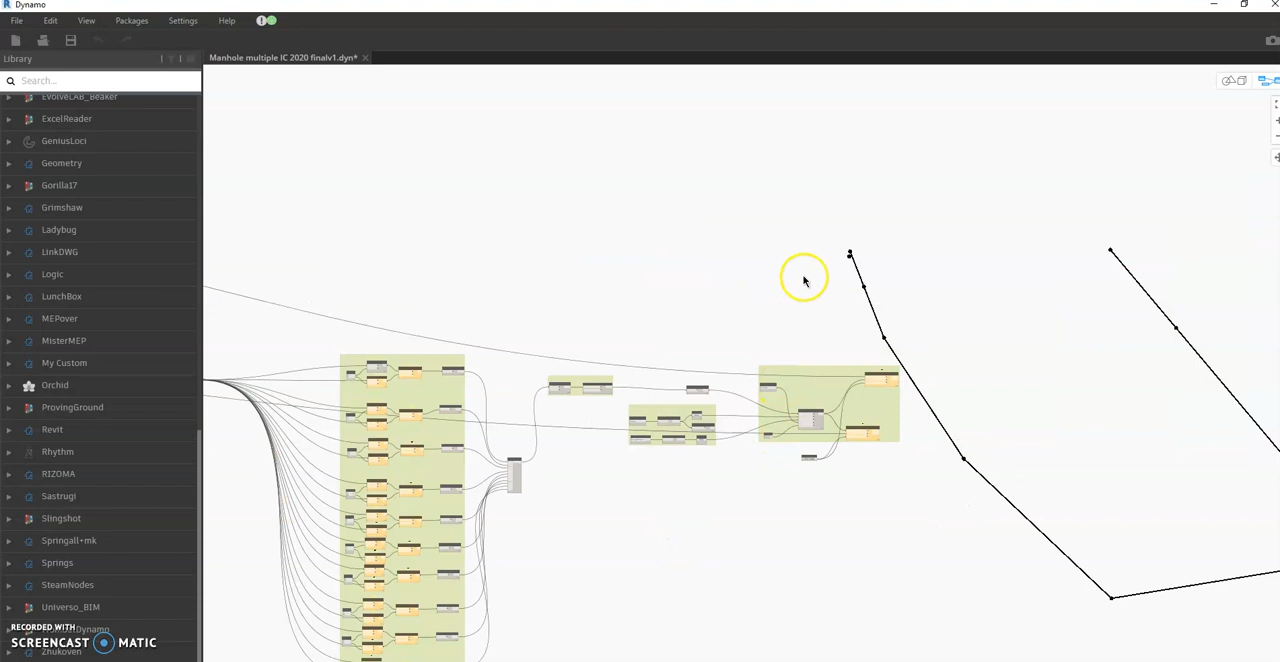 Dynamo
File Edit View Packages Settings Help
Library
Manhole multiple IC 2020 finalv1.dyn*
Search...
EvolveLAB_Beaker
ExcelReader
GeniusLoci
Geometry
Gorilla17
Grimshaw
Ladybug
LinkDWG
Logic
LunchBox
MEPover
MisterMEP
My Custom
Orchid
ProvingGround
Revit
Rhythm
RIZOMA
Sastrugi
Slingshot
Springall+mk
Springs
SteamNodes
Universo_BIM
RECORDED WITH
SCREENCAST MATIC
Zhukoven